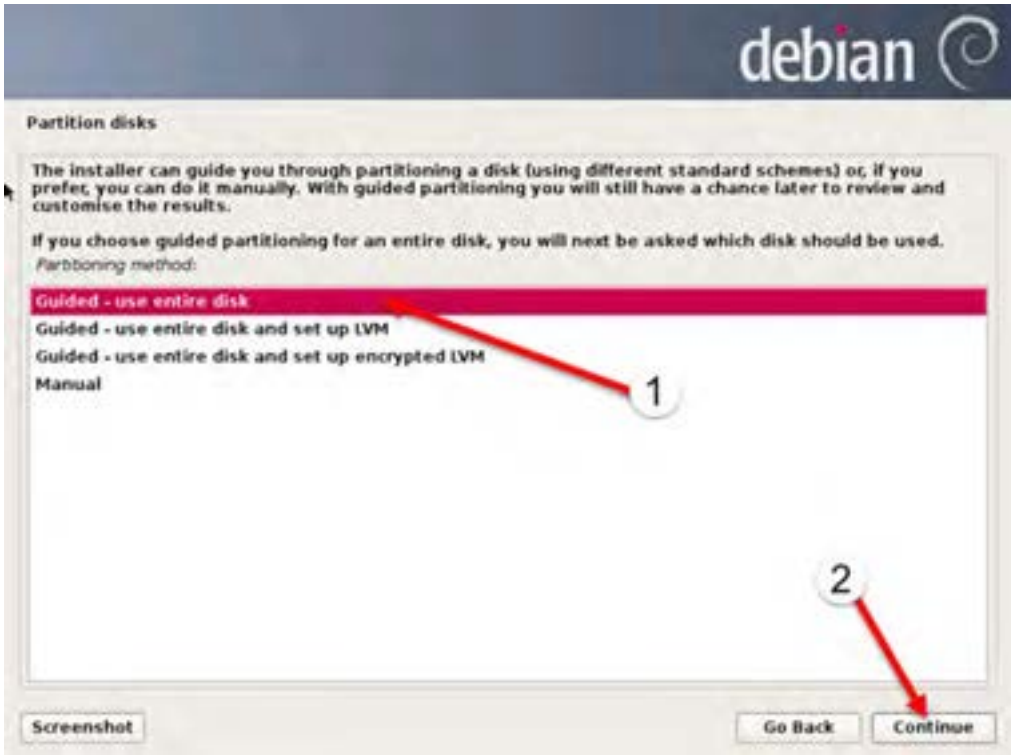 debian
Partition disks
The installer can guide you through partitioning a disk (using different standard schemes) or, if you
prefer, you can do it manually. With guided partitioning you will still have a chance later to review and
customise the results.
If you choose guided partitioning for an entire disk, you will next be asked which disk should be used.
Partitioning method:
Guided - use entire disk
Guided - use entire disk and set up LVM
Guided - use entire disk and set up encrypted LVM
Manual
1
2
Screenshot
Go Back
Continue